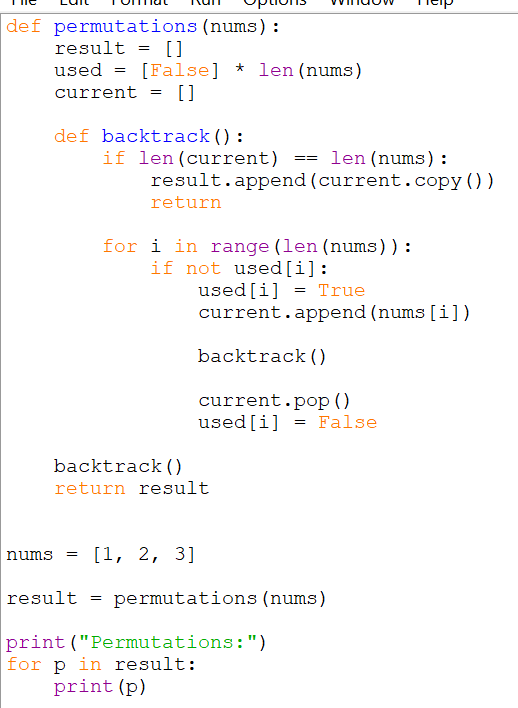 File Edit Format Run Options Window Help
def permutations(nums):
    result = []
    used = [False] * len(nums)
    current = []

    def backtrack():
        if len(current) == len(nums):
            result.append(current.copy())
            return

        for i in range(len(nums)):
            if not used[i]:
                used[i] = True
                current.append(nums[i])

                backtrack()

                current.pop()
                used[i] = False

    backtrack()
    return result


nums = [1, 2, 3]

result = permutations(nums)

print("Permutations:")
for p in result:
    print(p)